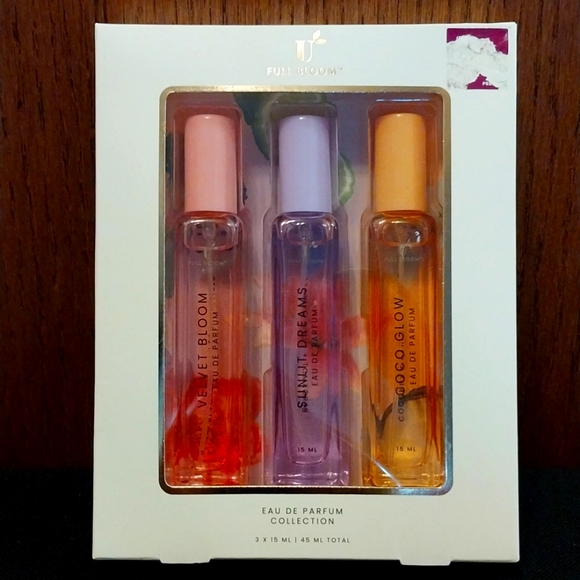 FULL BLOOM™
VELVET BLOOM
EAU DE PARFUM
SUNLIT DREAMS
EAU DE PARFUM
15 ML
COCO GLOW
EAU DE PARFUM
15 ML
EAU DE PARFUM
COLLECTION
3 X 15 ML | 45 ML TOTAL